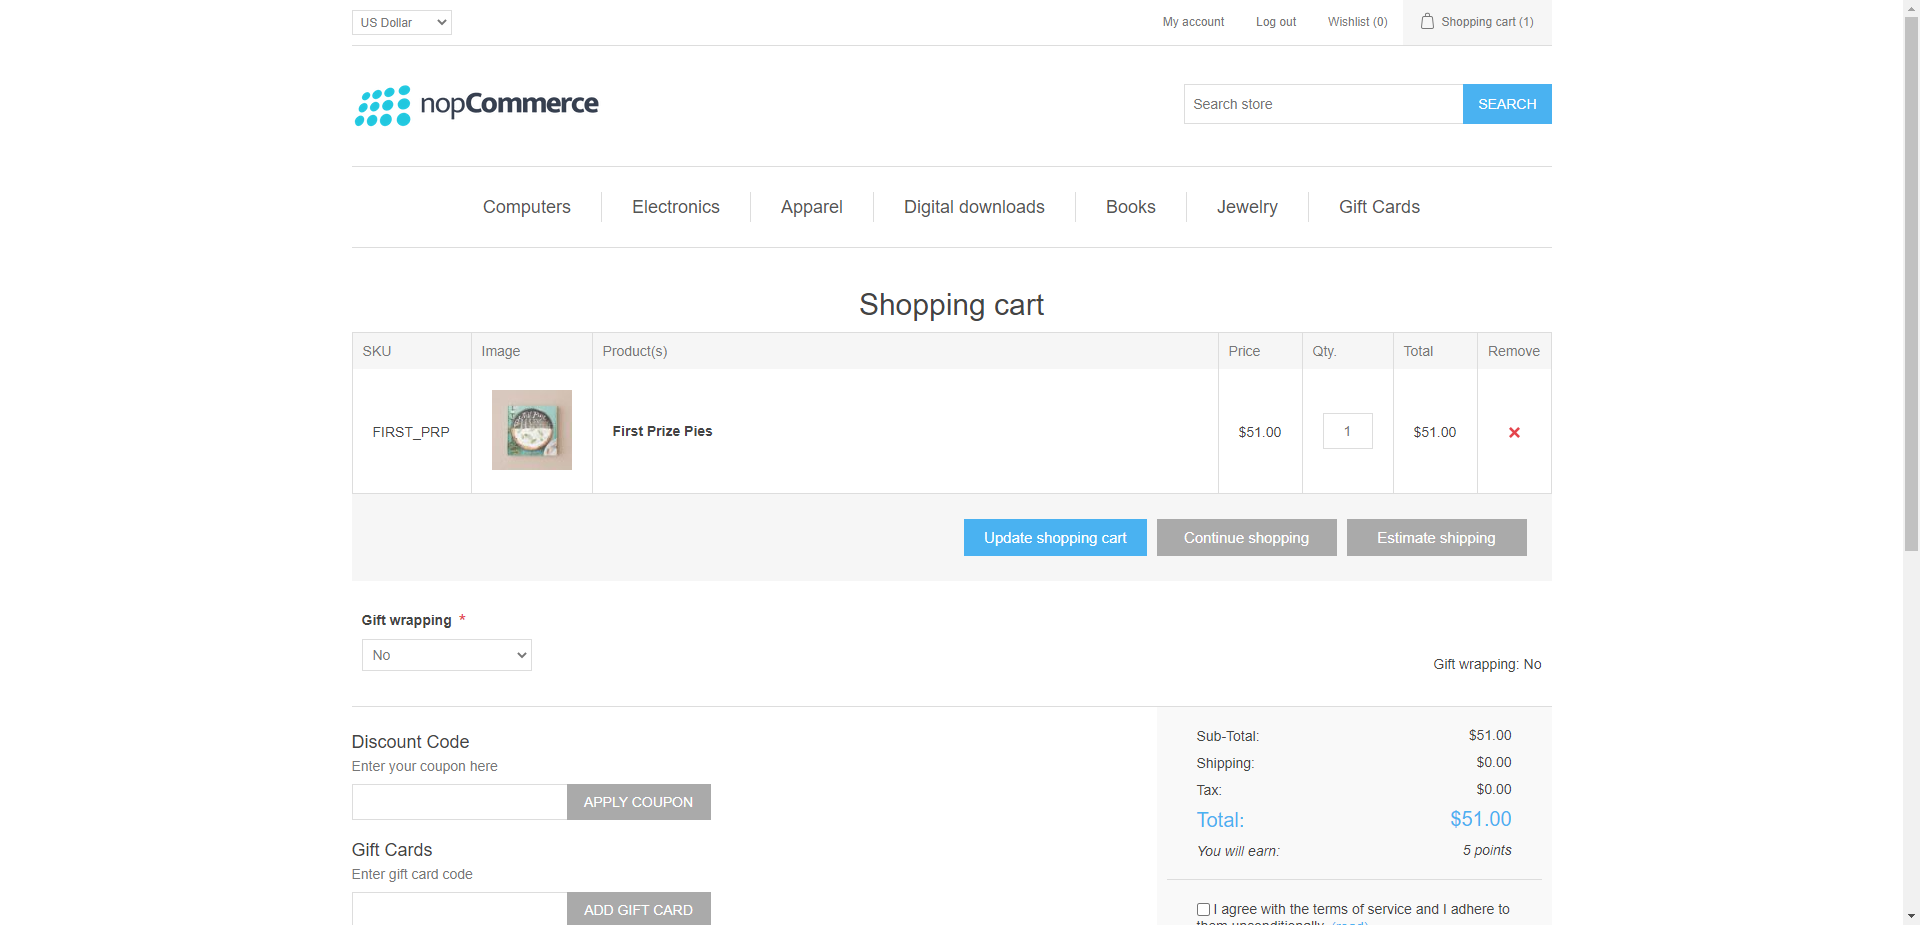 US Dollar
My account
Log out
Wishlist (0)
Shopping cart (1)
nopCommerce
Search store
SEARCH
Computers
Electronics
Apparel
Digital downloads
Books
Jewelry
Gift Cards
Shopping cart
SKU
Image
Product(s)
Price
Qty.
Total
Remove
FIRST_PRP
First Prize Pies
$51.00
1
$51.00
Update shopping cart
Continue shopping
Estimate shipping
Gift wrapping *
No
Gift wrapping: No
Discount Code
Enter your coupon here
APPLY COUPON
Gift Cards
Enter gift card code
ADD GIFT CARD
Sub-Total: $51.00
Shipping: $0.00
Tax: $0.00
Total: $51.00
You will earn: 5 points
I agree with the terms of service and I adhere to
them unconditionally. (read)